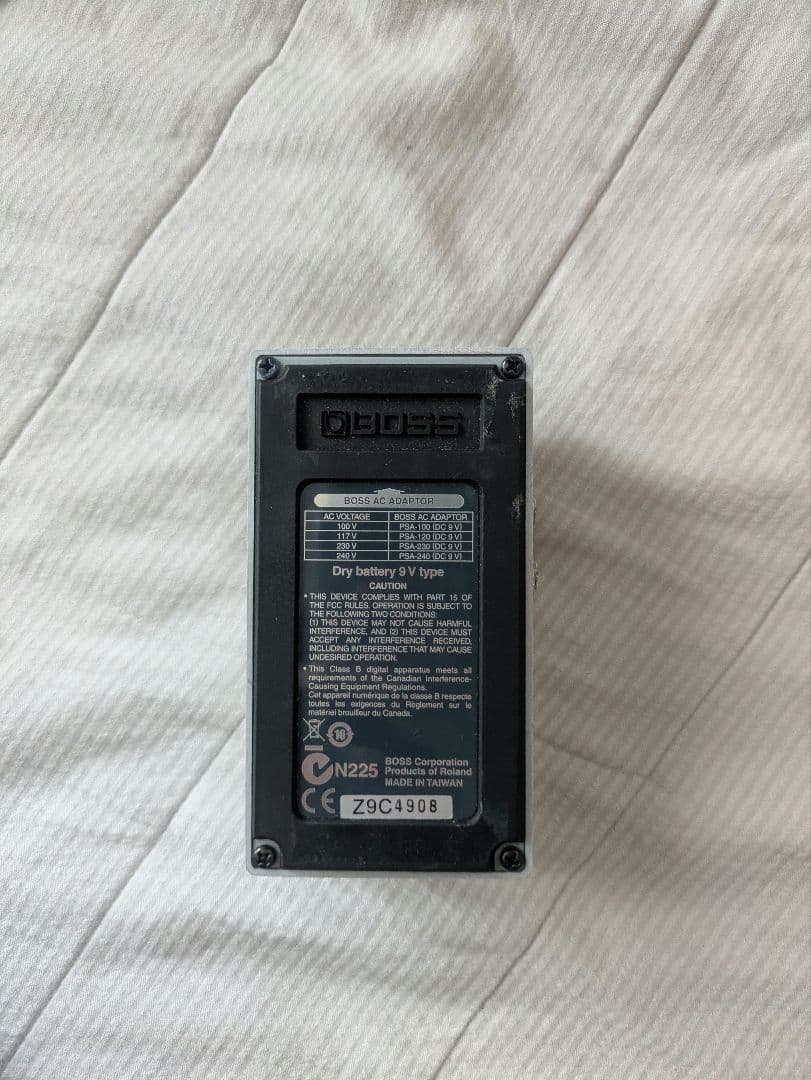 BOSS
BOSS AC ADAPTOR
AC VOLTAGE BOSS AC ADAPTOR
100 V PSA-100 (DC 9 V)
117 V PSA-120 (DC 9 V)
230 V PSA-230 (DC 9 V)
240 V PSA-240 (DC 9 V)
Dry battery 9 V type
CAUTION
• THIS DEVICE COMPLIES WITH PART 15 OF
THE FCC RULES. OPERATION IS SUBJECT TO
THE FOLLOWING TWO CONDITIONS:
(1) THIS DEVICE MAY NOT CAUSE HARMFUL
INTERFERENCE, AND (2) THIS DEVICE MUST
ACCEPT ANY INTERFERENCE RECEIVED,
INCLUDING INTERFERENCE THAT MAY CAUSE
UNDESIRED OPERATION.
• This Class B digital apparatus meets all
requirements of the Canadian Interference-
Causing Equipment Regulations.
Cet appareil numérique de la classe B respecte
toutes les exigences du Règlement sur le
matériel brouilleur du Canada.
10
N225
BOSS Corporation
Products of Roland
MADE IN TAIWAN
CE
Z9C4908